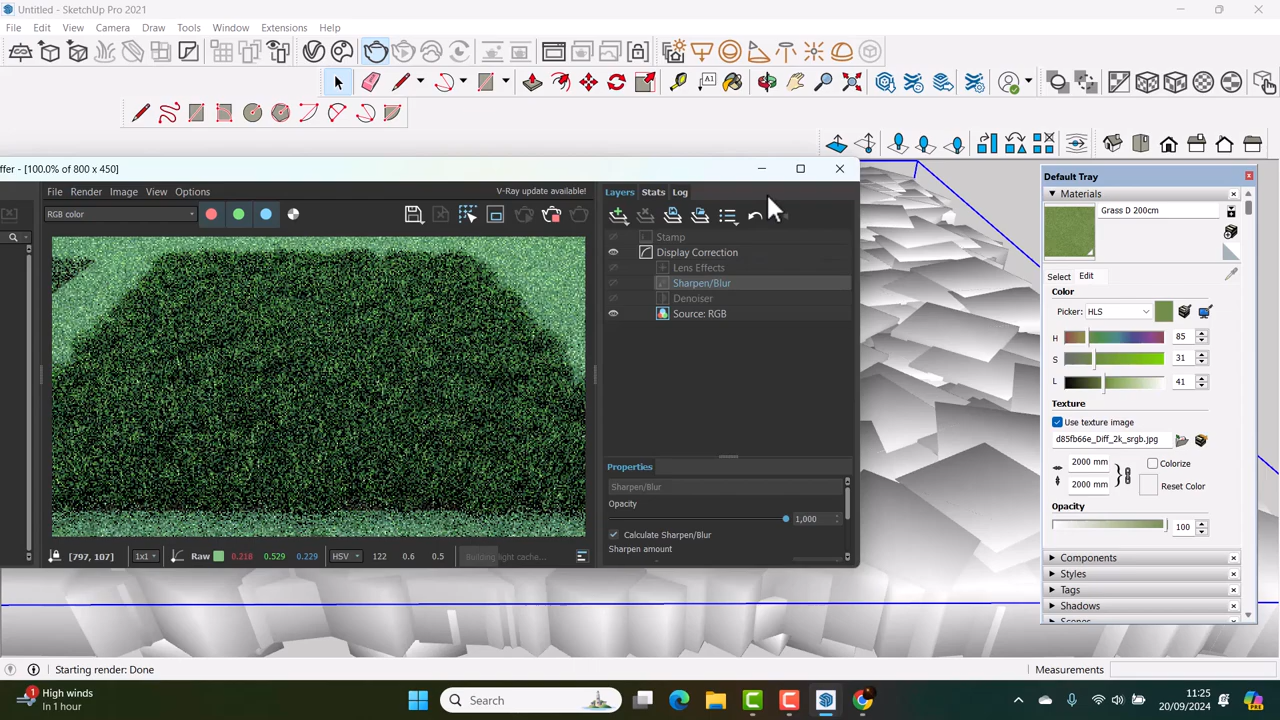 Untitled - SketchUp Pro 2021
File Edit View Camera Draw Tools Window Extensions Help
A1
ffer - [100.0% of 800 x 450]
File Render Image View Options
V-Ray update available!
Layers Stats Log
RGB color
Stamp
Display Correction
Lens Effects
Sharpen/Blur
Denoiser
Source: RGB
Properties
Sharpen/Blur
Opacity
1,000
Calculate Sharpen/Blur
Sharpen amount
[797, 107] 1x1 Raw 0.218 0.529 0.229 HSV 122 0.6 0.5 Building light cache...
Default Tray
Materials
Grass D 200cm
Select Edit
Color
Picker: HLS
H 85
S 31
L 41
Texture
Use texture image
d85fb66e_Diff_2k_srgb.jpg
2000 mm
Colorize
2000 mm
Reset Color
Opacity
100
Components
Styles
Tags
Shadows
Scenes
Starting render: Done
Measurements
1
High winds
In 1 hour
Search
11:25
20/09/2024